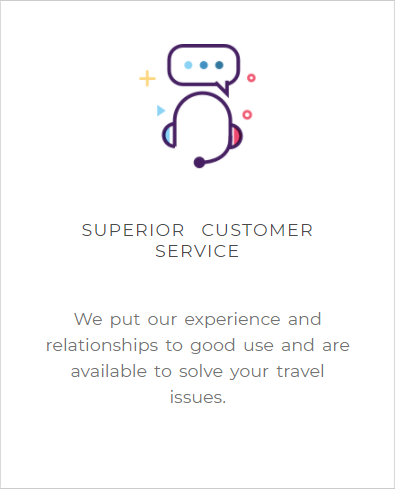 SUPERIOR CUSTOMER
SERVICE
We put our experience and
relationships to good use and are
available to solve your travel
issues.